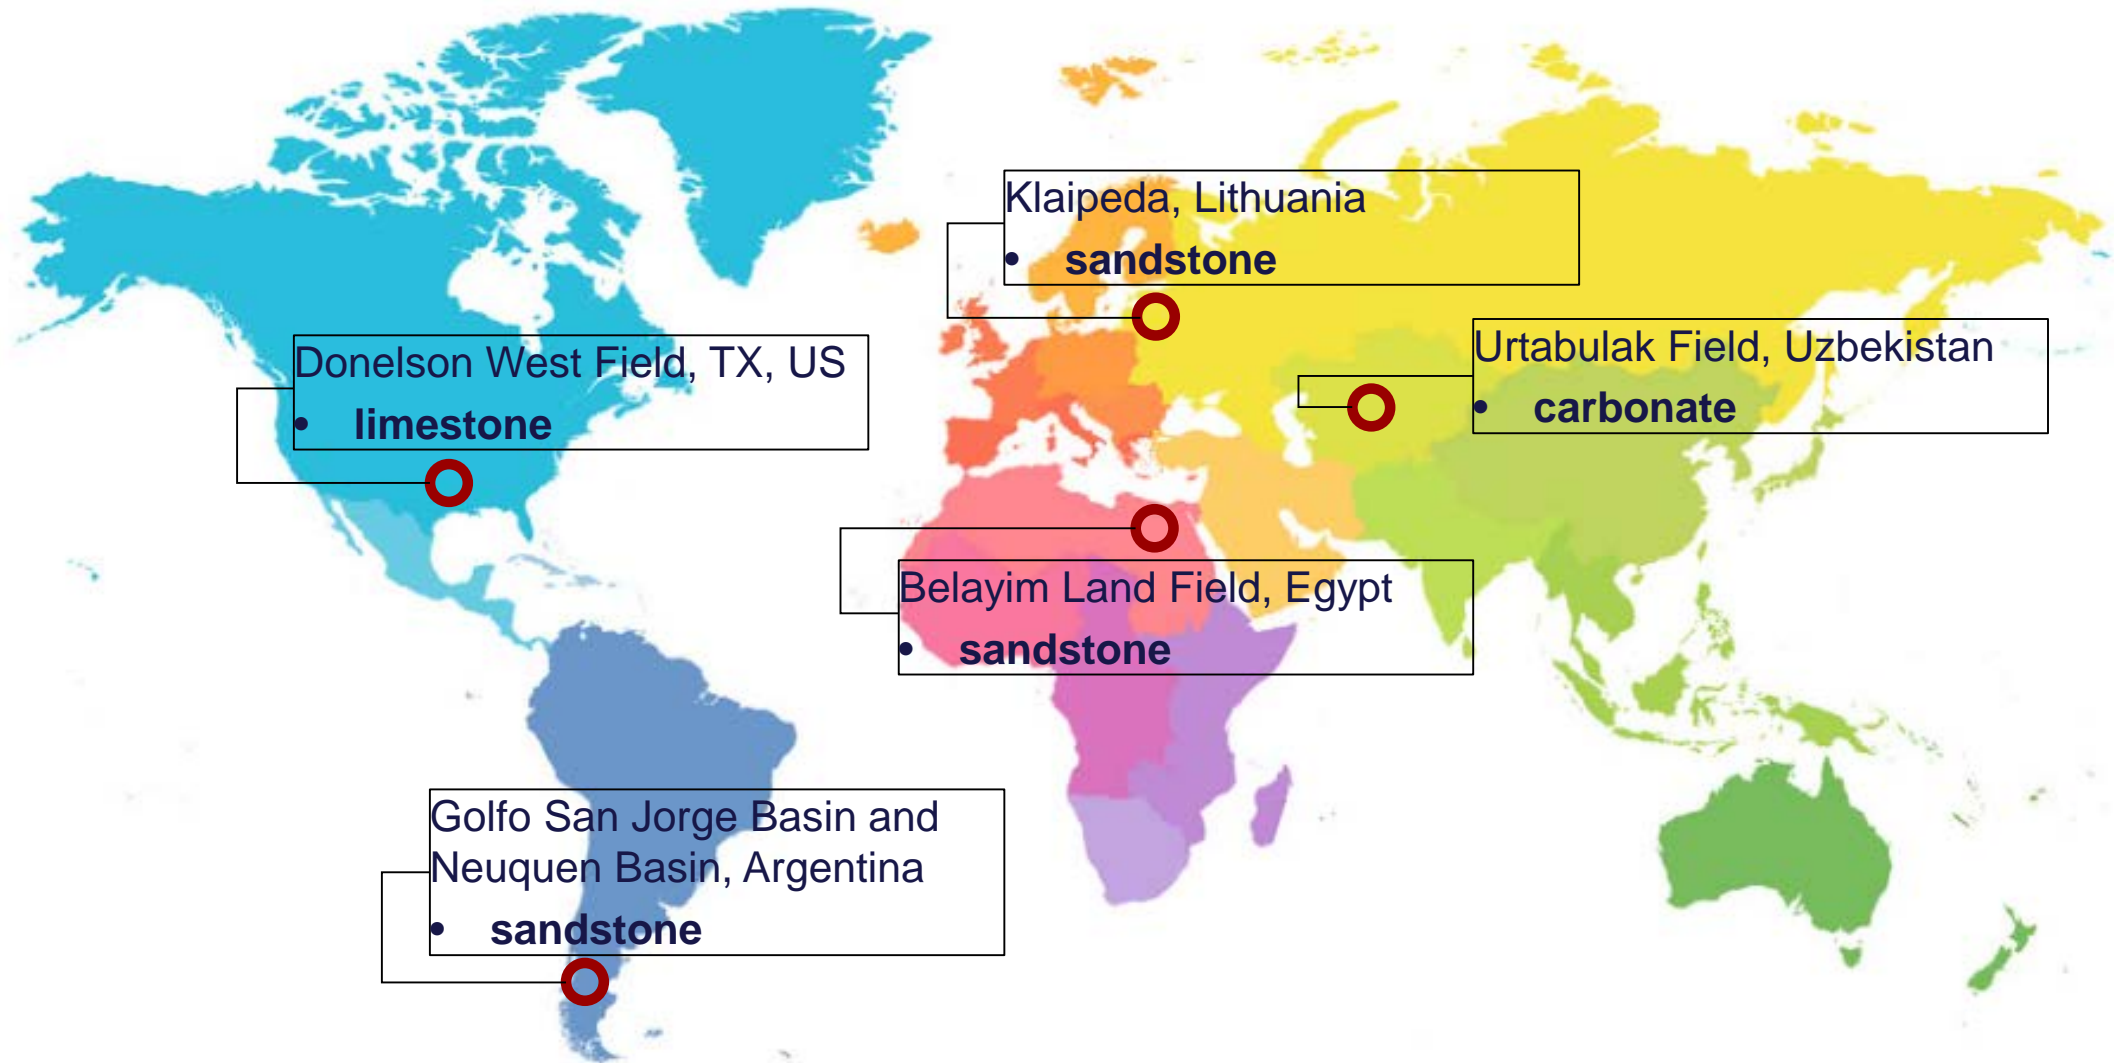 Klaipeda, Lithuania
• sandstone
Donelson West Field, TX, US
• limestone
Urtabulak Field, Uzbekistan
• carbonate
Belayim Land Field, Egypt
• sandstone
Golfo San Jorge Basin and
Neuquen Basin, Argentina
• sandstone